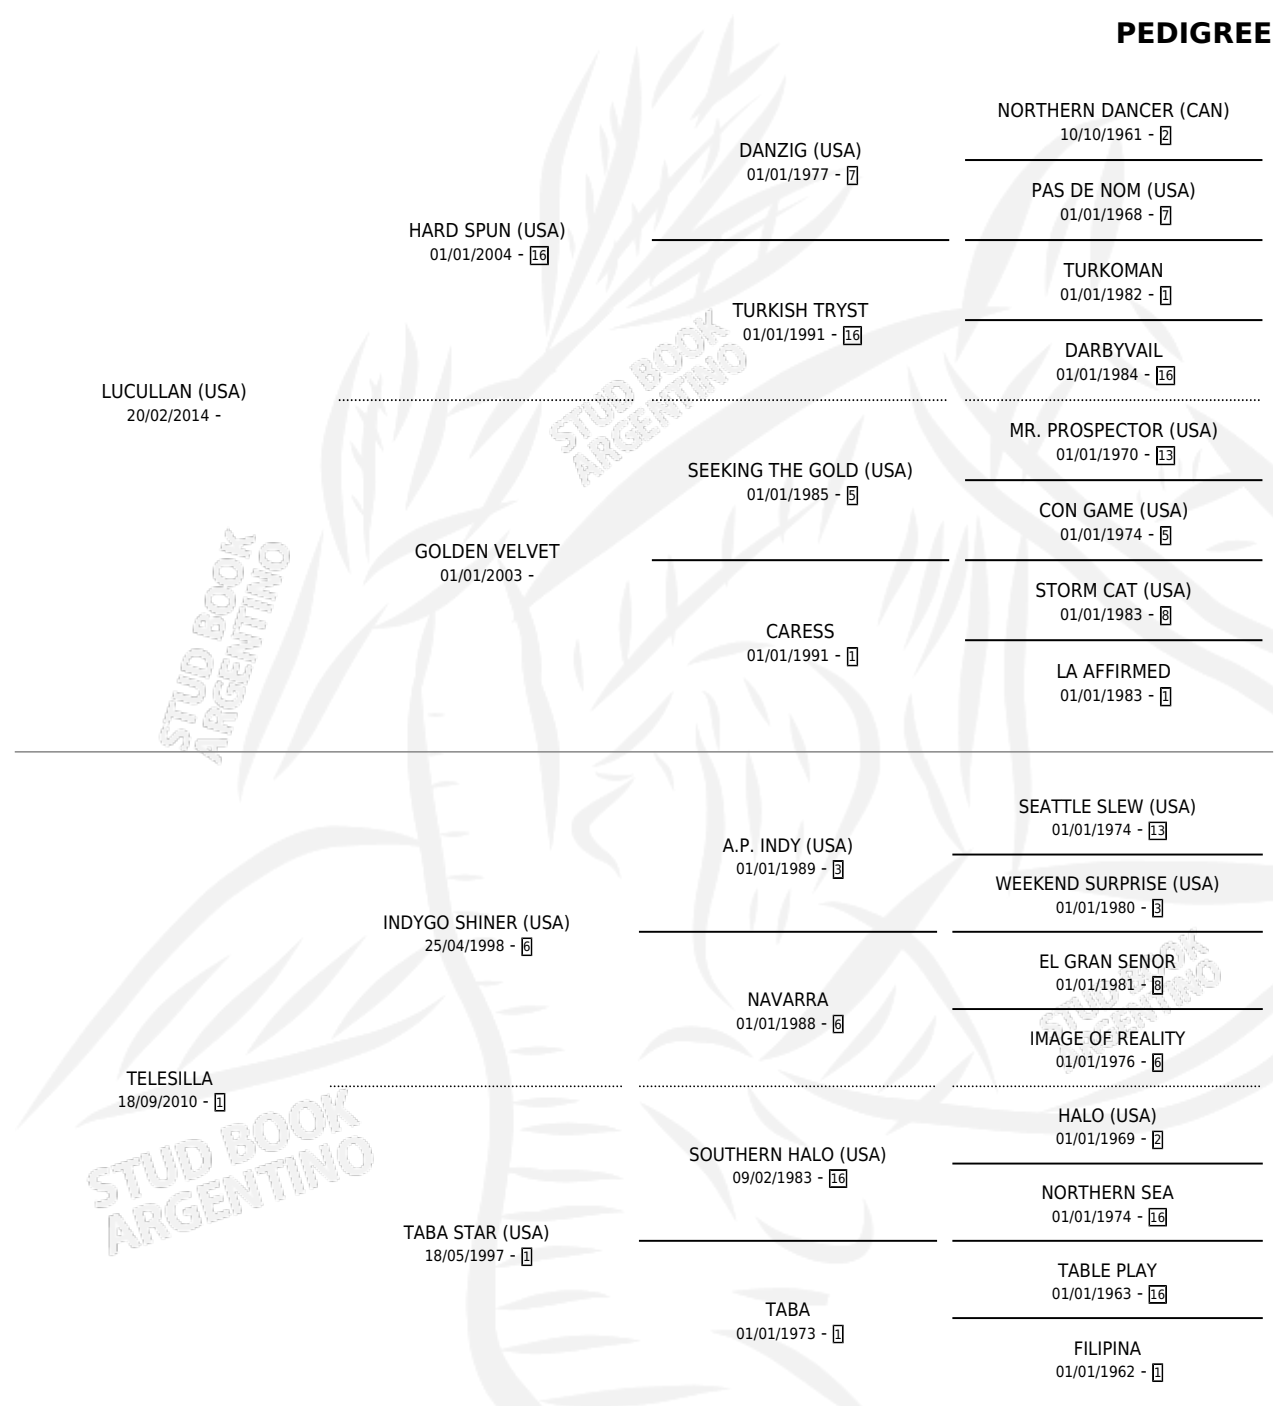 PEDIGREE
NORTHERN DANCER (CAN)
10/10/1961 - 2
DANZIG (USA)
01/01/1977 - 7
PAS DE NOM (USA)
01/01/1968 - 7
HARD SPUN (USA)
01/01/2004 - 16
TURKOMAN
01/01/1982 - 1
TURKISH TRYST
01/01/1991 - 16
DARBYVAIL
01/01/1984 - 16
LUCULLAN (USA)
20/02/2014 -
MR. PROSPECTOR (USA)
01/01/1970 - 13
SEEKING THE GOLD (USA)
01/01/1985 - 5
CON GAME (USA)
01/01/1974 - 5
GOLDEN VELVET
01/01/2003 -
STORM CAT (USA)
01/01/1983 - 8
CARESS
01/01/1991 - 1
LA AFFIRMED
01/01/1983 - 1
SEATTLE SLEW (USA)
01/01/1974 - 13
A.P. INDY (USA)
01/01/1989 - 3
WEEKEND SURPRISE (USA)
01/01/1980 - 3
INDYGO SHINER (USA)
25/04/1998 - 6
EL GRAN SENOR
01/01/1981 - 8
NAVARRA
01/01/1988 - 6
IMAGE OF REALITY
01/01/1976 - 6
TELESILLA
18/09/2010 - 1
HALO (USA)
01/01/1969 - 2
SOUTHERN HALO (USA)
09/02/1983 - 16
NORTHERN SEA
01/01/1974 - 16
TABA STAR (USA)
18/05/1997 - 1
TABLE PLAY
01/01/1963 - 16
TABA
01/01/1973 - 1
FILIPINA
01/01/1962 - 1
STUD BOOK
ARGENTINO
STUD BOOK
ARGENTINO
STUD BOOK
ARGENTINO
STUD BOOK
ARGENTINO